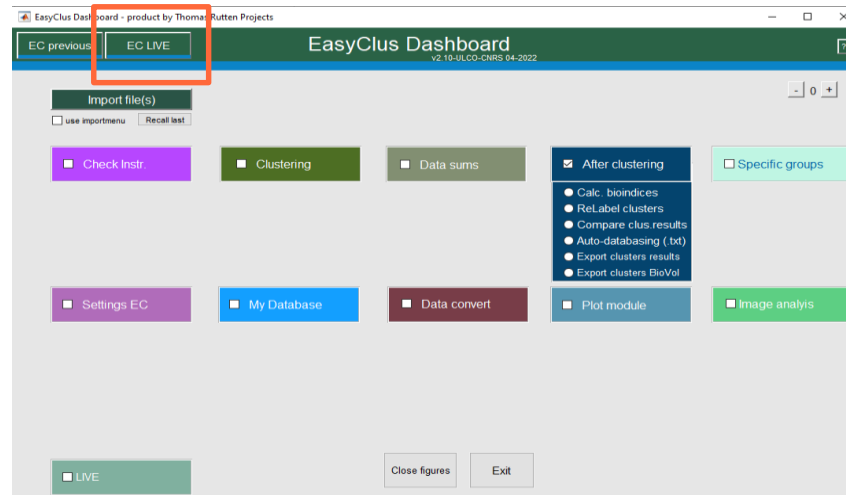 EasyClus Dashboard - product by Thomas Rutten Projects
EC previous
EC LIVE
EasyClus Dashboard
v2.10-ULCO-CNRS 04-2022
?
Import file(s)
- 0 +
use importmenu
Recall last
Check Instr.
Clustering
Data sums
After clustering
Specific groups
Calc. bioindices
ReLabel clusters
Compare clus.results
Auto-databasing (.txt)
Export clusters results
Export clusters BioVol
Settings EC
My Database
Data convert
Plot module
Image analyis
LIVE
Close figures
Exit